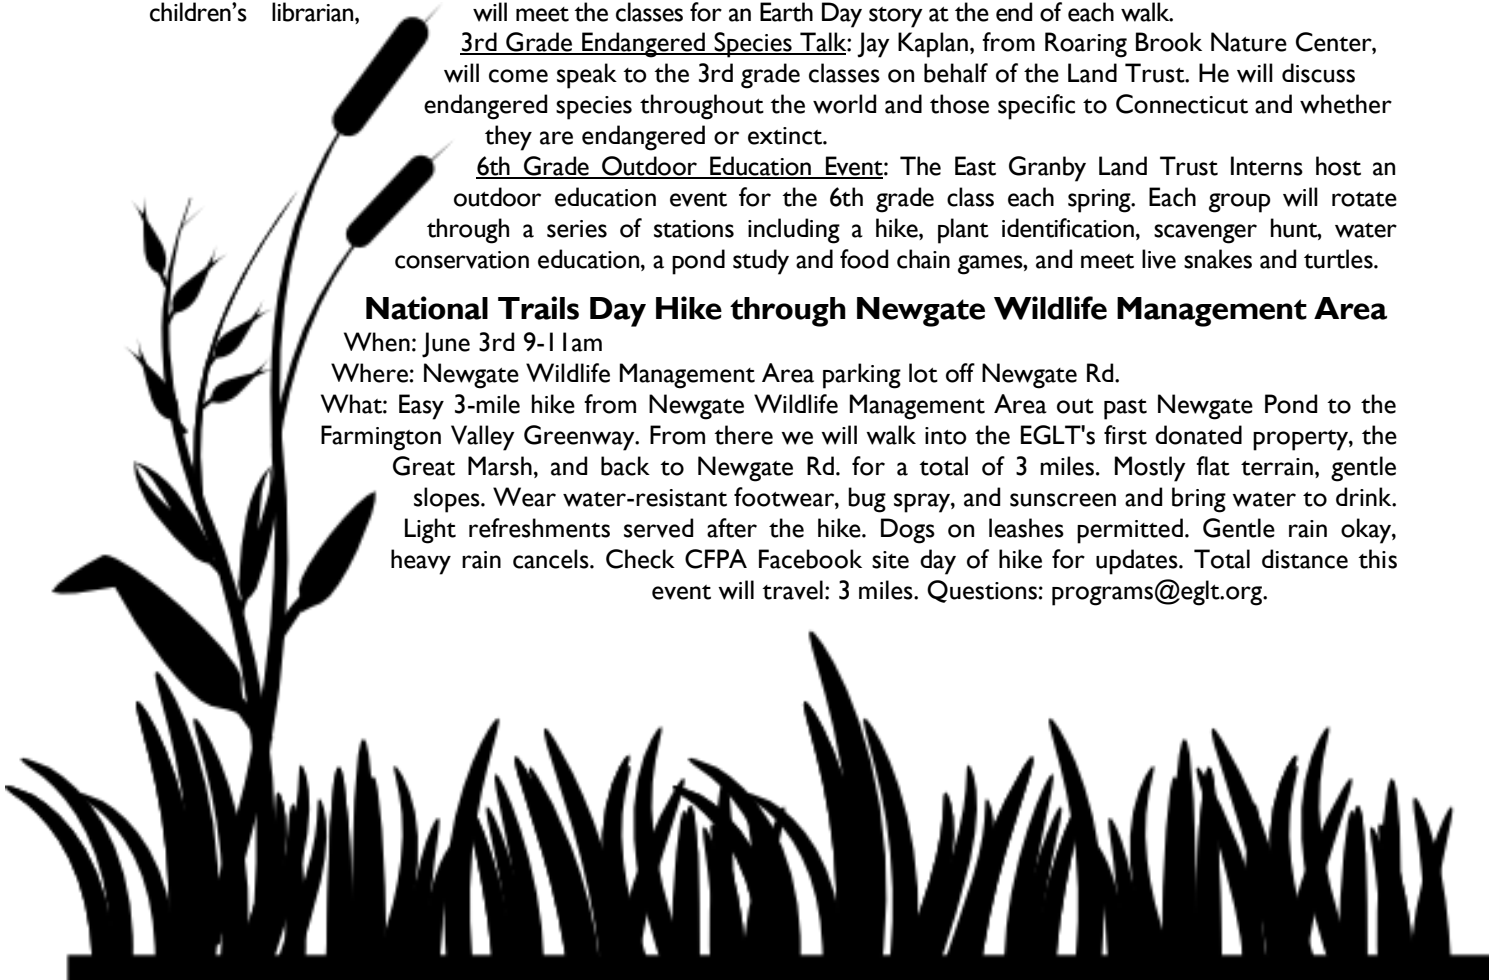 children's librarian, will meet the classes for an Earth Day story at the end of each walk.
3rd Grade Endangered Species Talk: Jay Kaplan, from Roaring Brook Nature Center,
will come speak to the 3rd grade classes on behalf of the Land Trust. He will discuss
endangered species throughout the world and those specific to Connecticut and whether
they are endangered or extinct.
6th Grade Outdoor Education Event: The East Granby Land Trust Interns host an
outdoor education event for the 6th grade class each spring. Each group will rotate
through a series of stations including a hike, plant identification, scavenger hunt, water
conservation education, a pond study and food chain games, and meet live snakes and turtles.
National Trails Day Hike through Newgate Wildlife Management Area
When: June 3rd 9-11am
Where: Newgate Wildlife Management Area parking lot off Newgate Rd.
What: Easy 3-mile hike from Newgate Wildlife Management Area out past Newgate Pond to the
Farmington Valley Greenway. From there we will walk into the EGLT's first donated property, the
Great Marsh, and back to Newgate Rd. for a total of 3 miles. Mostly flat terrain, gentle
slopes. Wear water-resistant footwear, bug spray, and sunscreen and bring water to drink.
Light refreshments served after the hike. Dogs on leashes permitted. Gentle rain okay,
heavy rain cancels. Check CFPA Facebook site day of hike for updates. Total distance this
event will travel: 3 miles. Questions: programs@eglt.org.